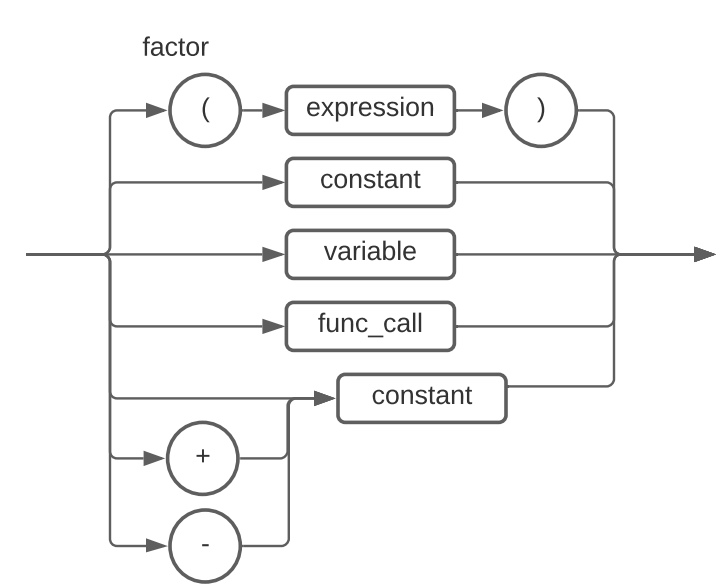 factor
( expression )
constant
variable
func_call
constant
+
-